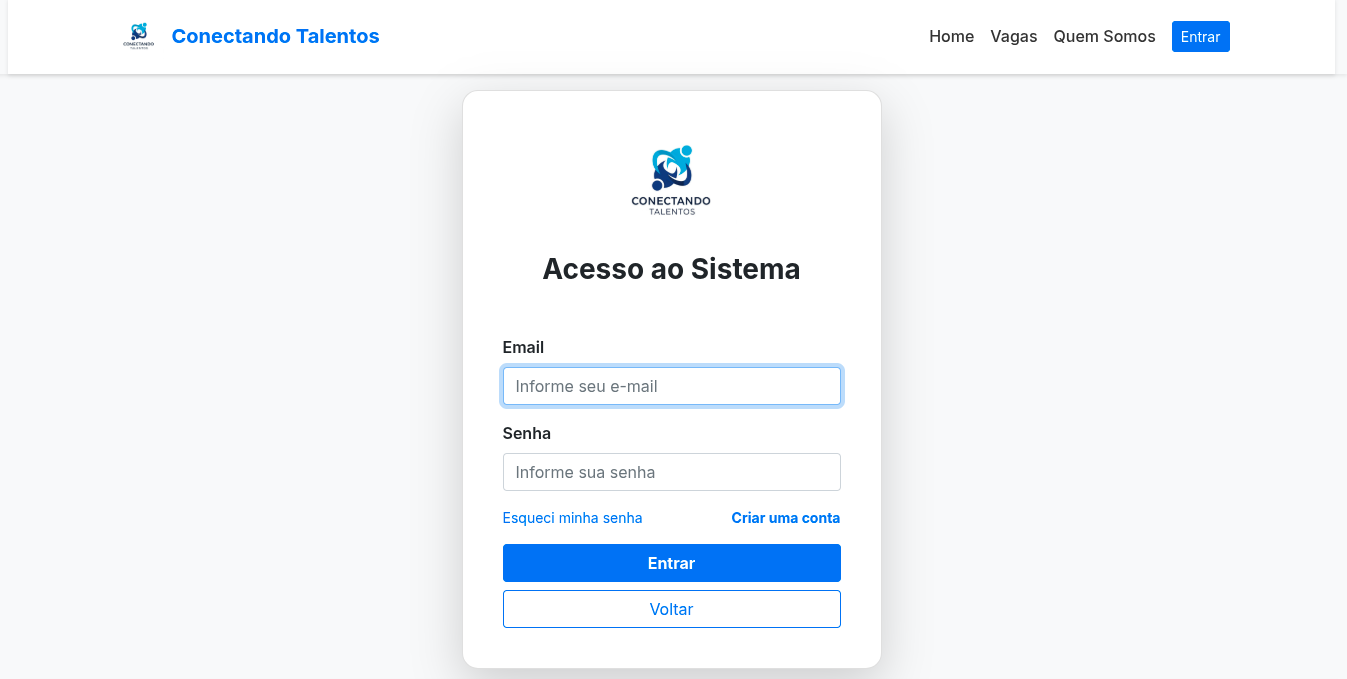 CONECTANDO
TALENTOS
Conectando Talentos
Home
Vagas
Quem Somos
Entrar
CONECTANDO
TALENTOS
Acesso ao Sistema
Email
Informe seu e-mail
Senha
Informe sua senha
Esqueci minha senha
Criar uma conta
Entrar
Voltar